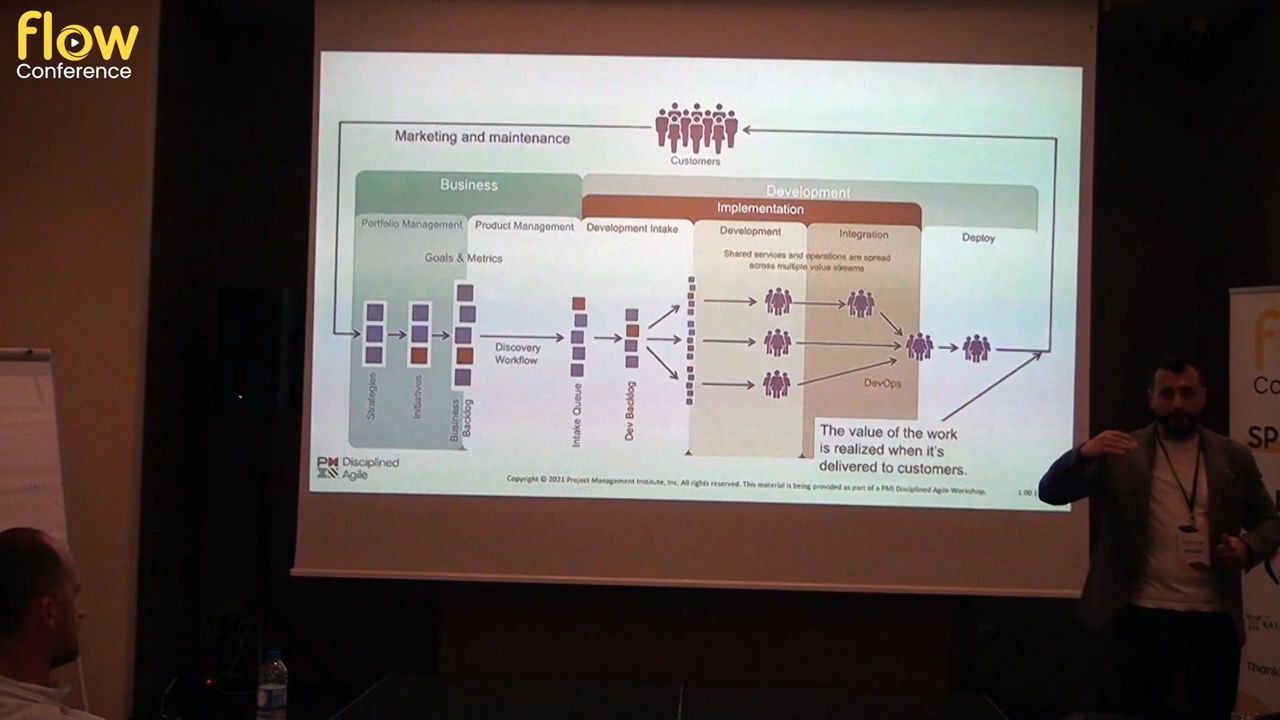 flow
Conference
Marketing and maintenance
Customers
Business
Development
Implementation
Portfolio Management
Product Management
Development Intake
Development
Integration
Deploy
Goals & Metrics
Shared services and operations are spread
across multiple value streams
Discovery
Workflow
DevOps
Strategies
Initiatives
Business
Backlog
Intake Queue
Dev Backlog
The value of the work
is realized when it's
delivered to customers.
Disciplined
Agile
Copyright © 2021 Project Management Institute, Inc. All rights reserved. This material is being provided as part of a PMI Disciplined Agile Workshop.
Co
SP
Thank